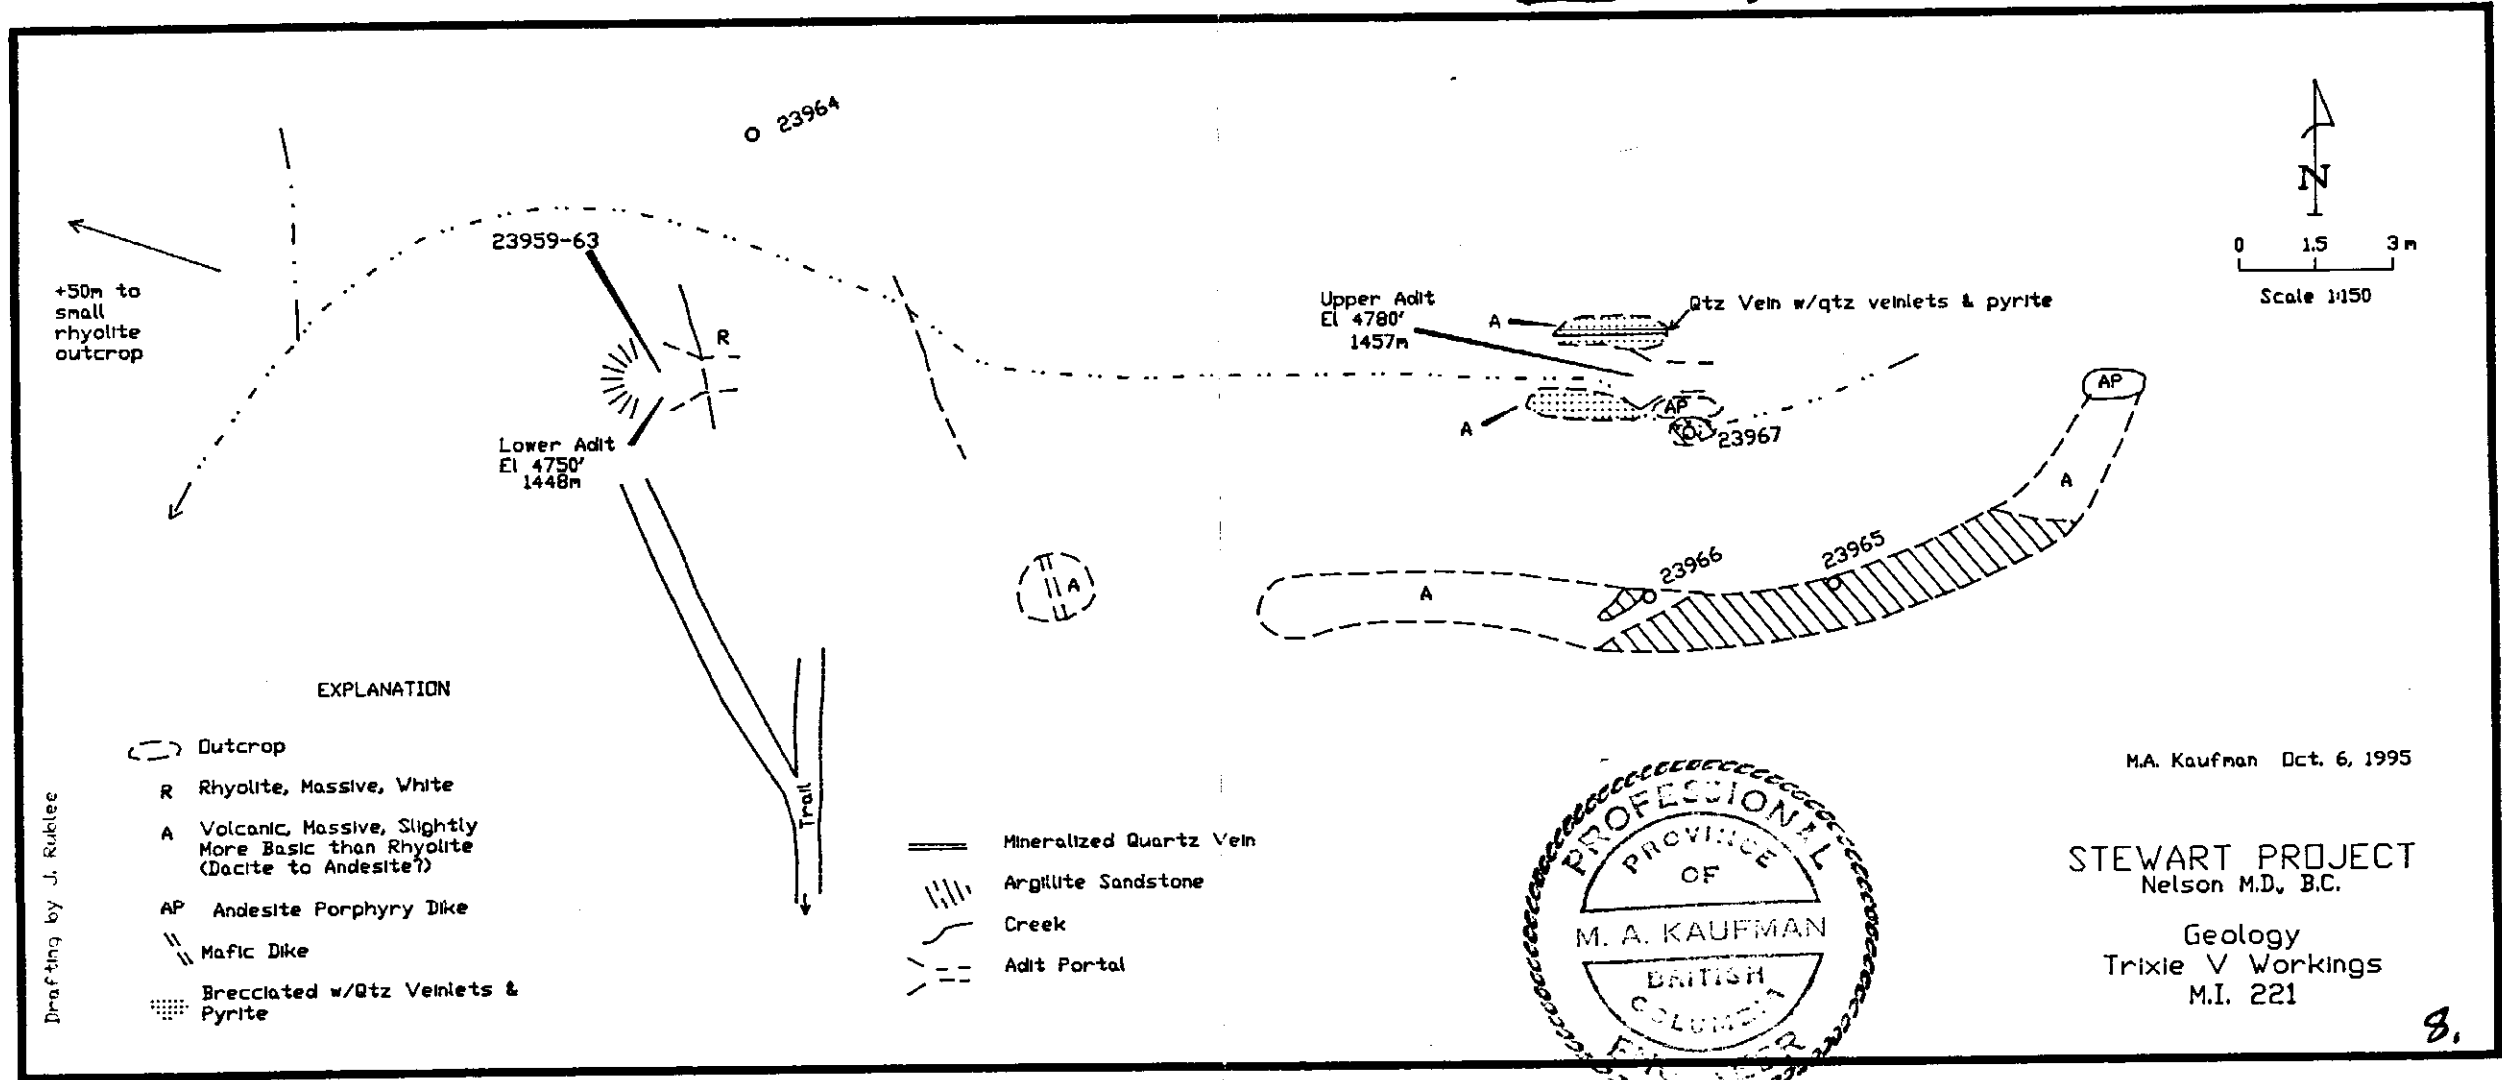 23964
23959-63
+50m to
small
rhyolite
outcrop
R
Lower Adit
El 4750'
1448m
Upper Adit
El 4780'
1457m
A
Qtz Vein w/qtz veinlets & pyrite
A
AP
23967
N
0 1.5 3m
Scale 1:150
AP
A
23966
23965
A
A
Trail
EXPLANATION
Outcrop
R Rhyolite, Massive, White
A Volcanic, Massive, Slightly
More Basic than Rhyolite
(Dacite to Andesite?)
AP Andesite Porphyry Dike
Mafic Dike
Brecciated w/Qtz Veinlets &
Pyrite
Mineralized Quartz Vein
Argillite Sandstone
Creek
Adit Portal
Drafting by J. Rublee
PROFESSIONAL
PROVINCE
OF
M. A. KAUFMAN
BRITISH
M.A. Kaufman Oct. 6, 1995
STEWART PROJECT
Nelson M.D., B.C.
Geology
Trixie V Workings
M.I. 221
8.